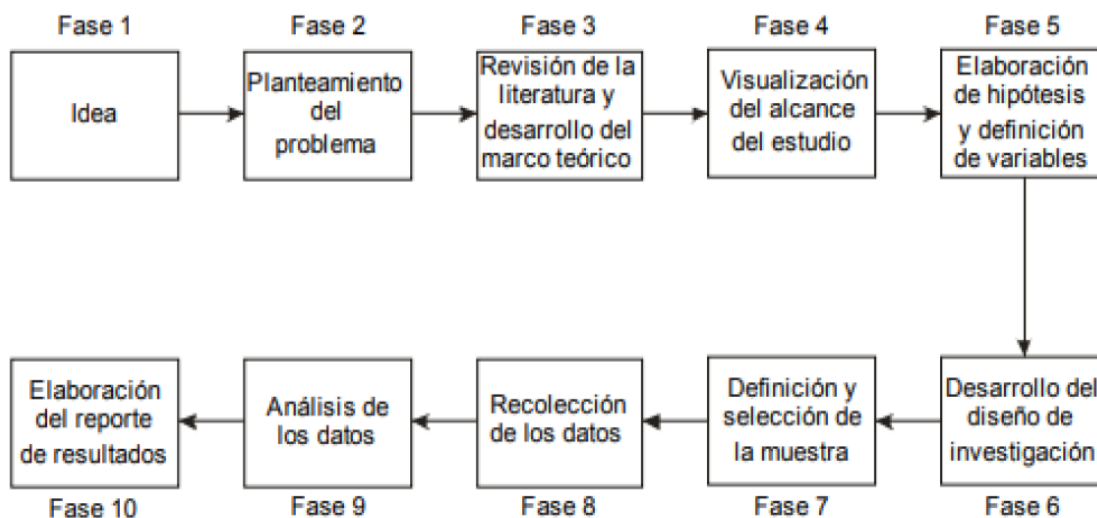 Fase 1
Idea
Fase 2
Planteamiento
del
problema
Fase 3
Revisión de la
literatura y
desarrollo del
marco teórico
Fase 4
Visualización
del alcance
del estudio
Fase 5
Elaboración
de hipótesis
y definición
de variables
Desarrollo del
diseño de
investigación
Fase 6
Definición y
selección de
la muestra
Fase 7
Recolección
de los datos
Fase 8
Análisis de
los datos
Fase 9
Elaboración
del reporte
de resultados
Fase 10